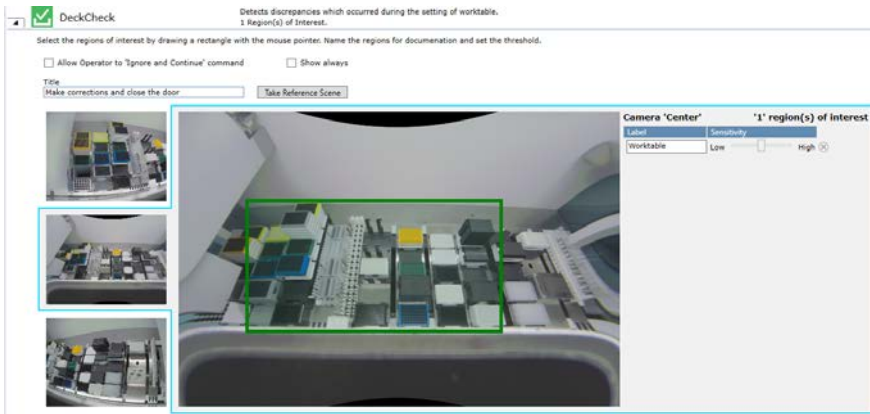 DeckCheck
Detects discrepancies which occurred during the setting of worktable.
1 Region(s) of Interest.
Select the regions of interest by drawing a rectangle with the mouse pointer. Name the regions for documenation and set the threshold.
Allow Operator to 'Ignore and Continue' command
Show always
Title
Make corrections and close the door
Take Reference Scene
Camera 'Center' '1' region(s) of interest
Label Sensitivity
Worktable Low High